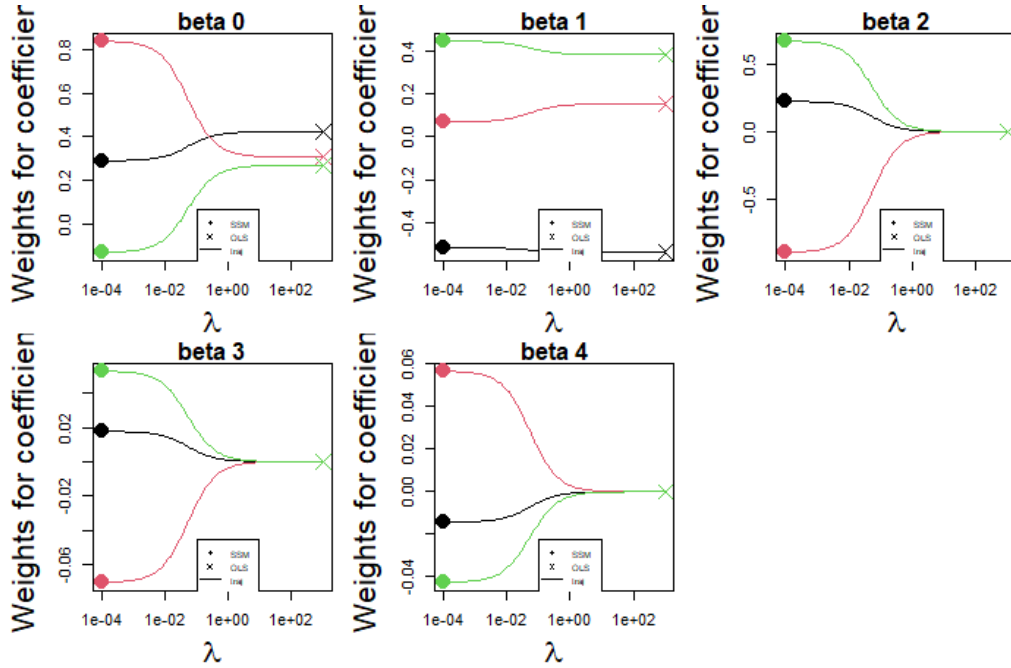 beta 0
Weights for coefficier
0.8
0.6
0.4
0.2
0.0
SSM
OLS
1e-04 1e-02 1e+00 1e+02
λ
beta 1
Weights for coefficier
0.4
0.2
0.0
-0.2
-0.4
SSM
OLS
1e-04 1e-02 1e+00 1e+02
λ
beta 2
Weights for coefficier
0.5
0.0
-0.5
SSM
OLS
1e-04 1e-02 1e+00 1e+02
λ
beta 3
Weights for coefficien
0.02
-0.02
-0.06
SSM
OLS
1e-04 1e-02 1e+00 1e+02
λ
beta 4
Weights for coefficien
0.06
0.04
0.02
0.00
-0.04
SSM
OLS
1e-04 1e-02 1e+00 1e+02
λ